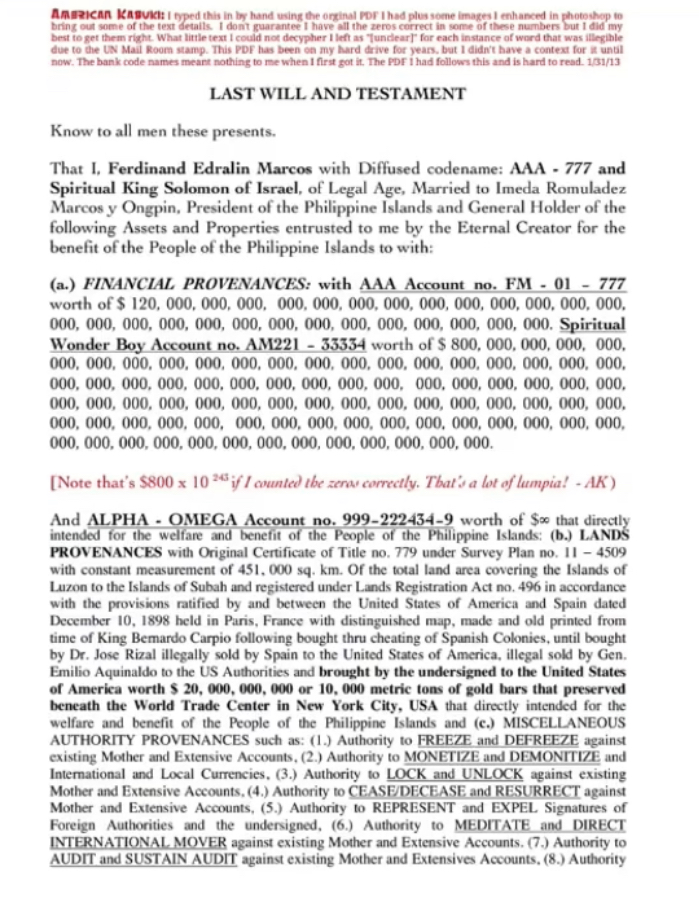 AMERICAN KABUKI: I typed this in by hand using the orginal PDF I had plus some images I enhanced in photoshop to
bring out some of the text details. I don't guarantee I have all the zeros correct in some of these numbers but I did my
best to get them right. What little text I could not decypher I left as "[unclear]" for each instance of word that was illegible
due to the UN Mail Room stamp. This PDF has been on my hard drive for years, but I didn't have a context for it until
now. The bank code names meant nothing to me when I first got it. The PDF I had follows this and is hard to read. 1/31/13
LAST WILL AND TESTAMENT
Know to all men these presents.
That I, Ferdinand Edralin Marcos with Diffused codename: AAA - 777 and
Spiritual King Solomon of Israel, of Legal Age, Married to Imeda Romuladez
Marcos y Ongpin, President of the Philippine Islands and General Holder of the
following Assets and Properties entrusted to me by the Eternal Creator for the
benefit of the People of the Philippine Islands to with:
(a.) FINANCIAL PROVENANCES: with AAA Account no. FM - 01 - 777
worth of $ 120, 000, 000, 000, 000, 000, 000, 000, 000, 000, 000, 000, 000, 000,
000, 000, 000, 000, 000, 000, 000, 000, 000, 000, 000, 000, 000, 000. Spiritual
Wonder Boy Account no. AM221 - 33334 worth of $ 800, 000, 000, 000, 000,
000, 000, 000, 000, 000, 000, 000, 000, 000, 000, 000, 000, 000, 000, 000, 000,
000, 000, 000, 000, 000, 000, 000, 000, 000, 000, 000, 000, 000, 000, 000, 000,
000, 000, 000, 000, 000, 000, 000, 000, 000, 000, 000, 000, 000, 000, 000, 000,
000, 000, 000, 000, 000, 000, 000, 000, 000, 000, 000, 000, 000, 000, 000, 000,
000, 000, 000, 000, 000, 000, 000, 000, 000, 000, 000, 000, 000.
[Note that's $800 x 10 243 if I counted the zeros correctly. That's a lot of lumpia! - AK)
And ALPHA - OMEGA Account no. 999-222434-9 worth of $∞ that directly
intended for the welfare and benefit of the People of the Philippine Islands: (b.) LANDS
PROVENANCES with Original Certificate of Title no. 779 under Survey Plan no. 11 – 4509
with constant measurement of 451, 000 sq. km. Of the total land area covering the Islands of
Luzon to the Islands of Subah and registered under Lands Registration Act no. 496 in accordance
with the provisions ratified by and between the United States of America and Spain dated
December 10, 1898 held in Paris, France with distinguished map, made and old printed from
time of King Bernardo Carpio following bought thru cheating of Spanish Colonies, until bought
by Dr. Jose Rizal illegally sold by Spain to the United States of America, illegal sold by Gen.
Emilio Aquinaldo to the US Authorities and brought by the undersigned to the United States
of America worth $ 20, 000, 000, 000 or 10, 000 metric tons of gold bars that preserved
beneath the World Trade Center in New York City, USA that directly intended for the
welfare and benefit of the People of the Philippine Islands and (c.) MISCELLANEOUS
AUTHORITY PROVENANCES such as: (1.) Authority to FREEZE and DEFREEZE against
existing Mother and Extensive Accounts, (2.) Authority to MONETIZE and DEMONITIZE and
International and Local Currencies, (3.) Authority to LOCK and UNLOCK against existing
Mother and Extensive Accounts, (4.) Authority to CEASE/DECEASE and RESURRECT against
Mother and Extensive Accounts, (5.) Authority to REPRESENT and EXPEL Signatures of
Foreign Authorities and the undersigned, (6.) Authority to MEDITATE and DIRECT
INTERNATIONAL MOVER against existing Mother and Extensive Accounts. (7.) Authority to
AUDIT and SUSTAIN AUDIT against existing Mother and Extensives Accounts, (8.) Authority